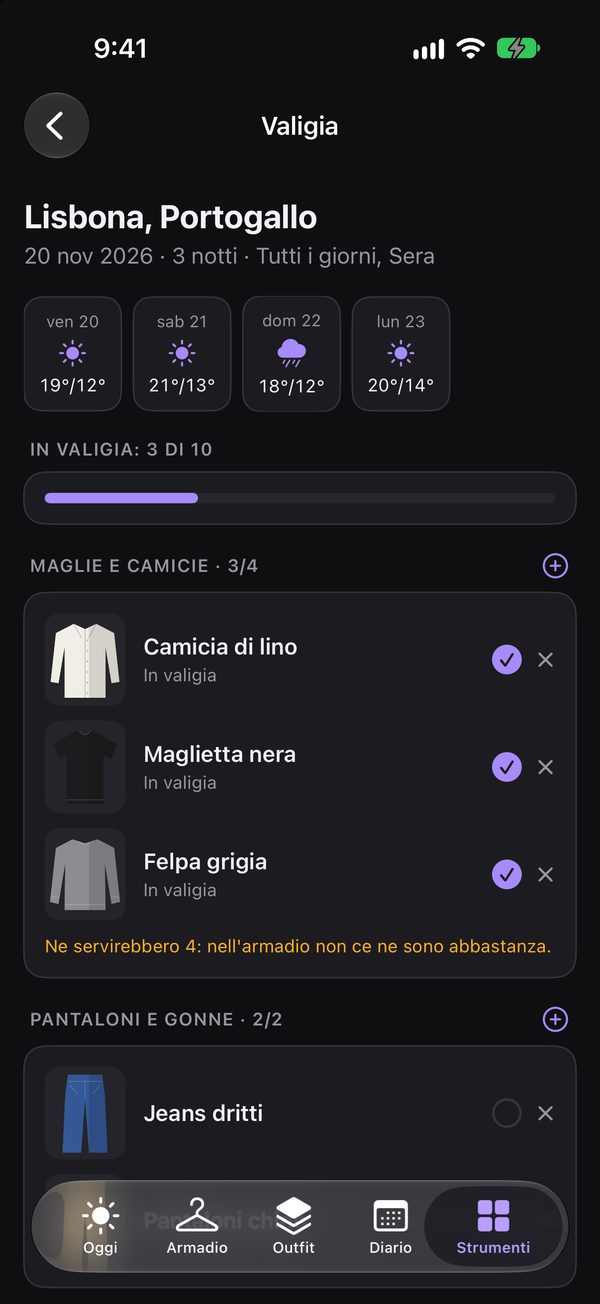 9:41
Valigia
Lisbona, Portogallo
20 nov 2026 · 3 notti · Tutti i giorni, Sera
ven 20
sab 21
dom 22
lun 23
19°/12°
21°/13°
18°/12°
20°/14°
IN VALIGIA: 3 DI 10
MAGLIE E CAMICIE · 3/4
Camicia di lino
In valigia
Maglietta nera
In valigia
Felpa grigia
In valigia
Ne servirebbero 4: nell'armadio non ce ne sono abbastanza.
PANTALONI E GONNE · 2/2
Jeans dritti
Oggi
Armadio
Outfit
Diario
Strumenti